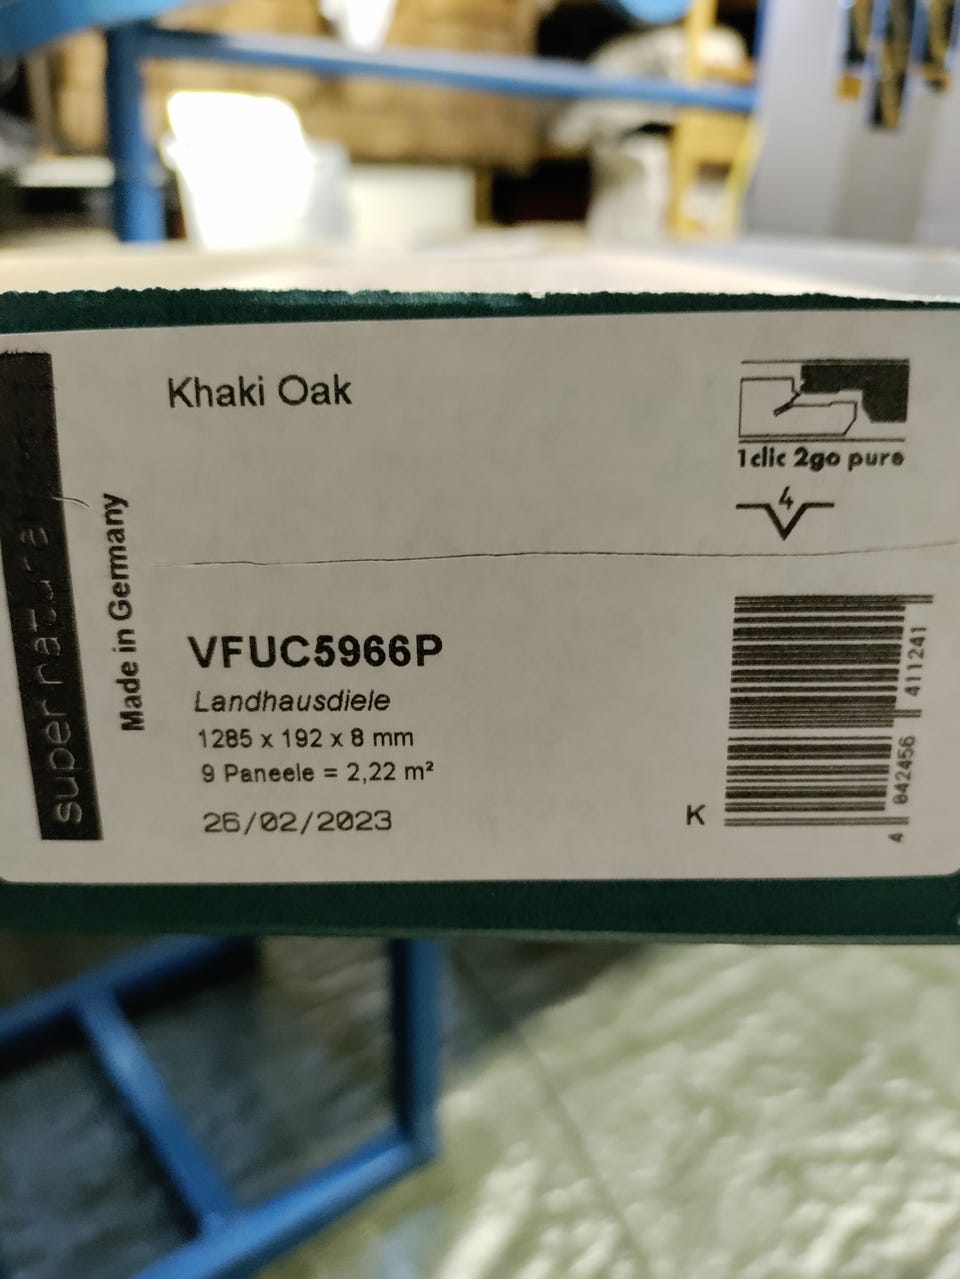 Khaki Oak
1clic 2go pure
4
super natural
Made in Germany
VFUC5966P
Landhausdiele
1285 x 192 x 8 mm
9 Paneele = 2,22 m²
26/02/2023
K
4 042456 411241